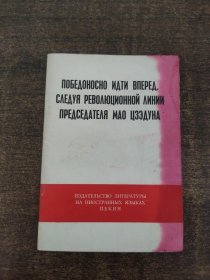 ПОБЕДОНОСНО ИДТИ ВПЕРЕД,
СЛЕДУЯ РЕВОЛЮЦИОННОЙ ЛИНИИ
ПРЕДСЕДАТЕЛЯ МАО ЦЗЭДУНА
ИЗДАТЕЛЬСТВО ЛИТЕРАТУРЫ
НА ИНОСТРАННЫХ ЯЗЫКАХ
ПЕКИН